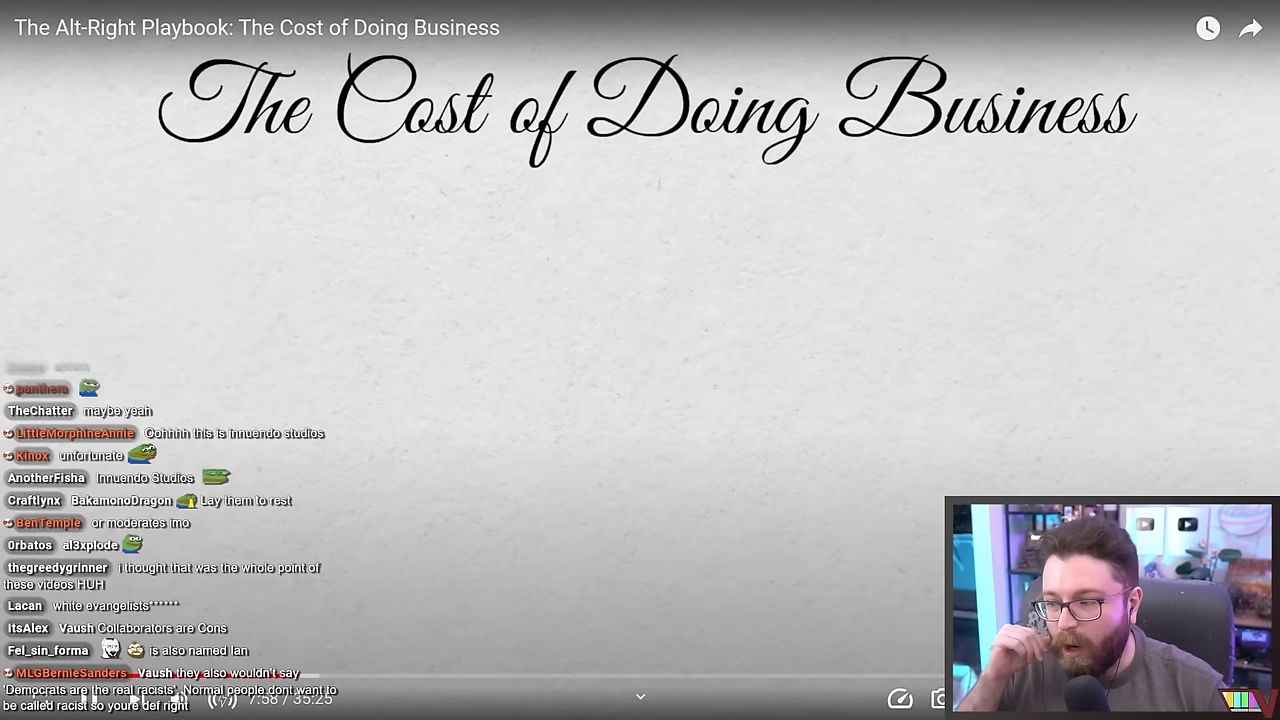 The Alt-Right Playbook: The Cost of Doing Business
The Cost of Doing Business
panthera
TheChatter maybe yeah
LittleMorphineAnnie Oohhhh this is innuendo studios
Kinox unfortunate
AnotherFisha Innuendo Studios
Craftlynx BakamonoDragon Lay them to rest
BenTemple or moderates imo
0rbatos al3xplode
thegreedygrinner i thought that was the whole point of
these videos HUH
Lacan white evangelists******
ItsAlex Vaush Collaborators are Cons
Fel_sin_forma is also named Ian
MLGBernieSanders Vaush they also wouldn't say
'Democrats are the real racists'. Normal people dont want to
be called racist so youre def right
7:58 / 35:25